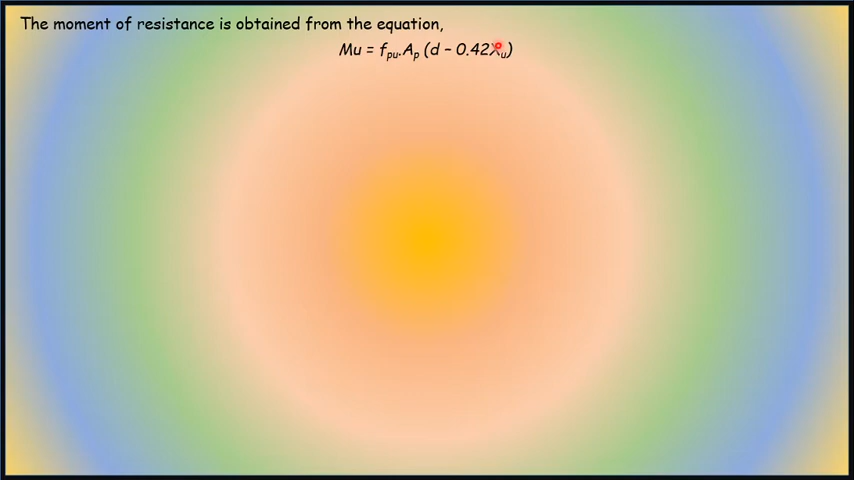 The moment of resistance is obtained from the equation,
Mu = fpu.Ap (d – 0.42Xu)